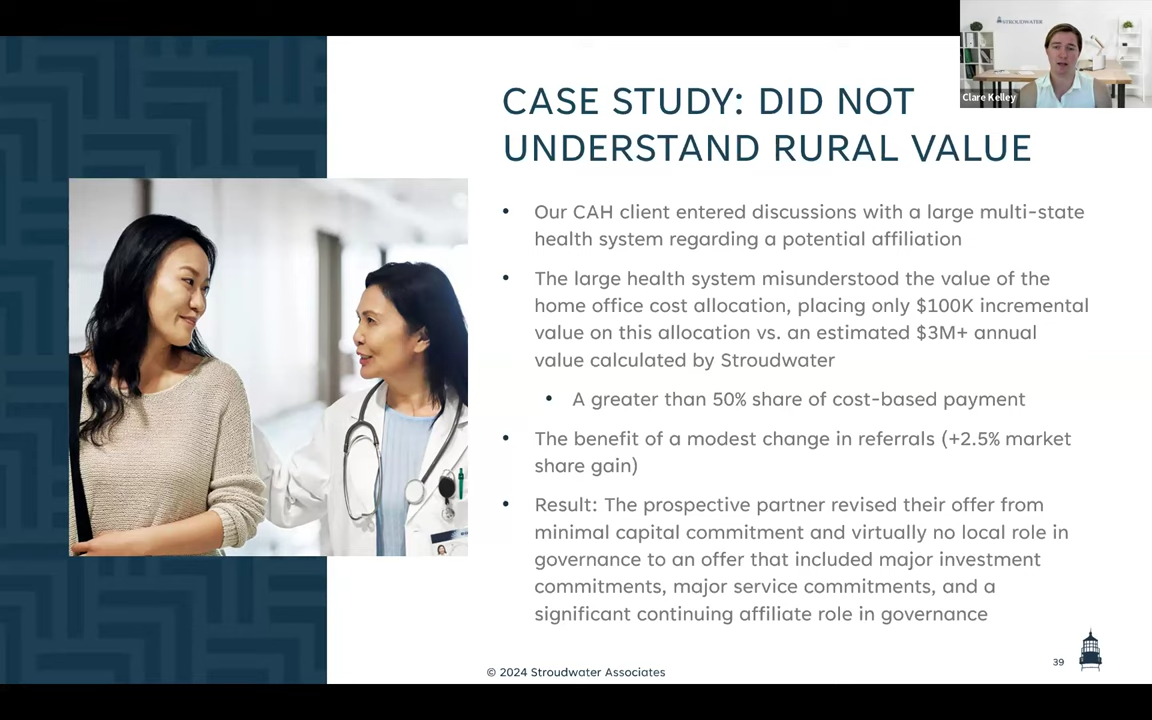 STROUDWATER
Clare Kelley
CASE STUDY: DID NOT
UNDERSTAND RURAL VALUE
• Our CAH client entered discussions with a large multi-state
health system regarding a potential affiliation
• The large health system misunderstood the value of the
home office cost allocation, placing only $100K incremental
value on this allocation vs. an estimated $3M+ annual
value calculated by Stroudwater
• A greater than 50% share of cost-based payment
• The benefit of a modest change in referrals (+2.5% market
share gain)
• Result: The prospective partner revised their offer from
minimal capital commitment and virtually no local role in
governance to an offer that included major investment
commitments, major service commitments, and a
significant continuing affiliate role in governance
© 2024 Stroudwater Associates
39